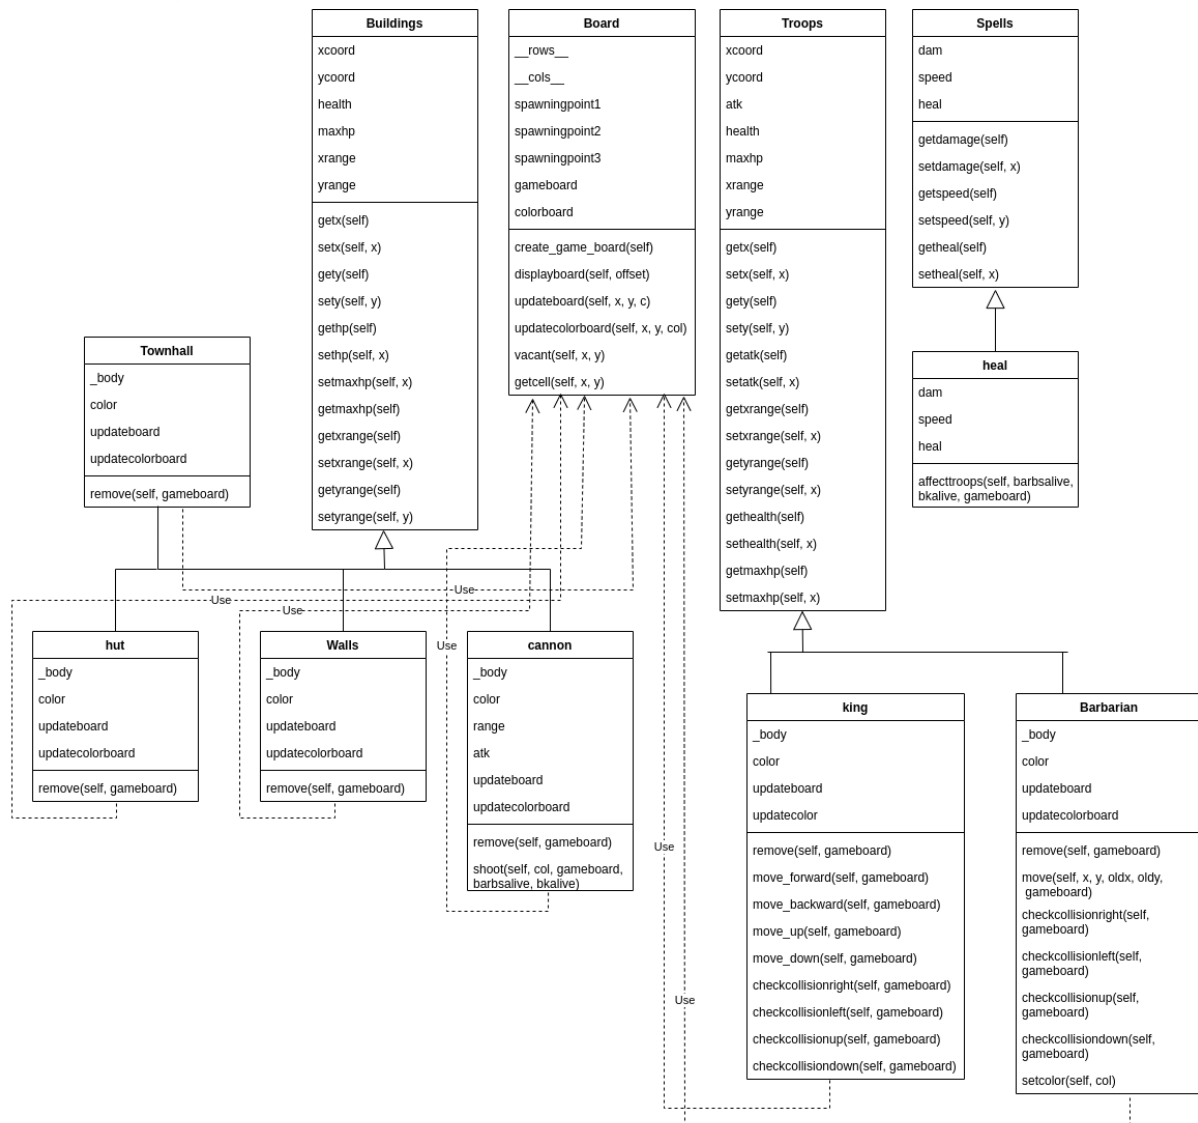 Buildings
xcoord
ycoord
health
maxhp
xrange
yrange
getx(self)
setx(self, x)
gety(self)
sety(self, y)
gethp(self)
sethp(self, x)
setmaxhp(self, x)
getmaxhp(self)
getxrange(self)
setxrange(self, x)
getyrange(self)
setyrange(self, y)
Board
__rows__
__cols__
spawningpoint1
spawningpoint2
spawningpoint3
gameboard
colorboard
create_game_board(self)
displayboard(self, offset)
updateboard(self, x, y, c)
updatecolorboard(self, x, y, col)
vacant(self, x, y)
getcell(self, x, y)
Troops
xcoord
ycoord
atk
health
maxhp
xrange
yrange
getx(self)
setx(self, x)
gety(self)
sety(self, y)
getatk(self)
setatk(self, x)
getxrange(self)
setxrange(self, x)
getyrange(self)
setyrange(self, x)
gethealth(self)
sethealth(self, x)
getmaxhp(self)
setmaxhp(self, x)
Spells
dam
speed
heal
getdamage(self)
setdamage(self, x)
getspeed(self)
setspeed(self, y)
getheal(self)
setheal(self, x)
Townhall
_body
color
updateboard
updatecolorboard
remove(self, gameboard)
heal
dam
speed
heal
affecttroops(self, barbsalive,
bkalive, gameboard)
Use
Use
Use
Use
hut
_body
color
updateboard
updatecolorboard
remove(self, gameboard)
Walls
_body
color
updateboard
updatecolorboard
remove(self, gameboard)
cannon
_body
color
range
atk
updateboard
updatecolorboard
remove(self, gameboard)
shoot(self, col, gameboard,
barbsalive, bkalive)
Use
Use
king
_body
color
updateboard
updatecolor
remove(self, gameboard)
move_forward(self, gameboard)
move_backward(self, gameboard)
move_up(self, gameboard)
move_down(self, gameboard)
checkcollisionright(self, gameboard)
checkcollisionleft(self, gameboard)
checkcollisionup(self, gameboard)
checkcollisiondown(self, gameboard)
Barbarian
_body
color
updateboard
updatecolorboard
remove(self, gameboard)
move(self, x, y, oldx, oldy,
gameboard)
checkcollisionright(self,
gameboard)
checkcollisionleft(self,
gameboard)
checkcollisionup(self,
gameboard)
checkcollisiondown(self,
gameboard)
setcolor(self, col)